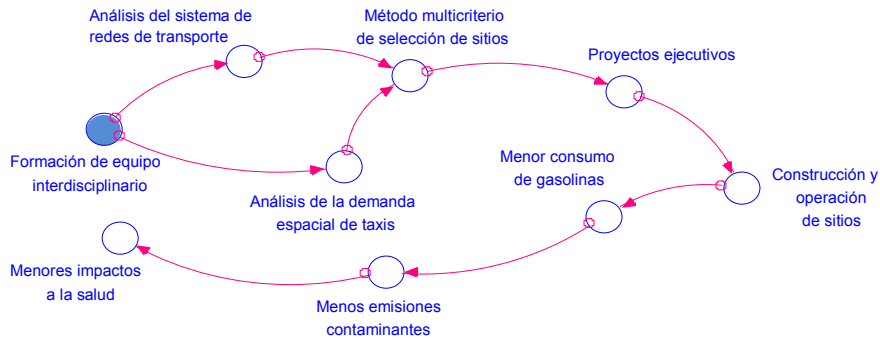 Análisis del sistema de
redes de transporte
Método multicriterio
de selección de sitios
Proyectos ejecutivos
Formación de equipo
interdisciplinario
Análisis de la demanda
espacial de taxis
Menor consumo
de gasolinas
Construcción y
operación
de sitios
Menores impactos
a la salud
Menos emisiones
contaminantes